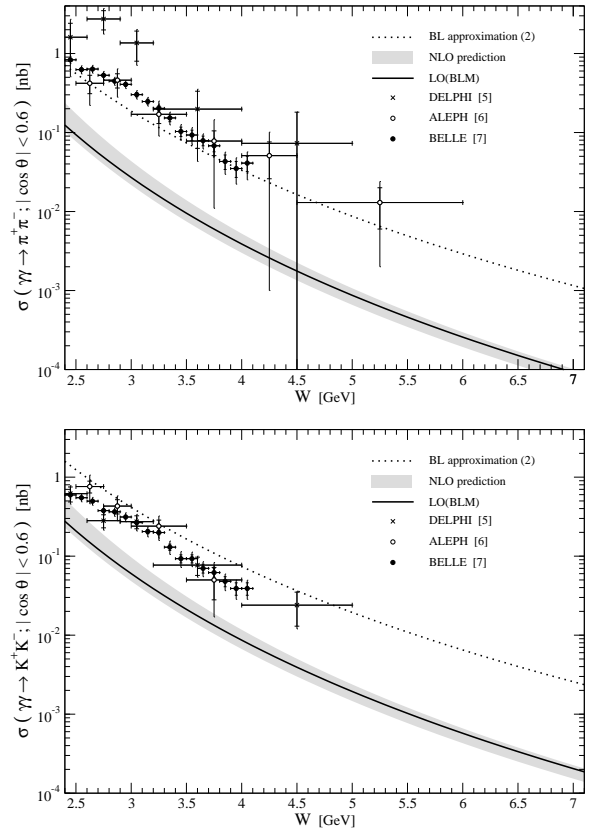 σ ( γγ → π⁺π⁻; | cos θ | < 0.6 ) [nb]
1
10⁻¹
10⁻²
10⁻³
10⁻⁴
BL approximation (2)
NLO prediction
LO(BLM)
DELPHI [5]
ALEPH [6]
BELLE [7]
2.5 3 3.5 4 4.5 5 5.5 6 6.5 7
W [GeV]
σ ( γγ → K⁺K⁻; | cos θ | < 0.6 ) [nb]
1
10⁻¹
10⁻²
10⁻³
10⁻⁴
BL approximation (2)
NLO prediction
LO(BLM)
DELPHI [5]
ALEPH [6]
BELLE [7]
2.5 3 3.5 4 4.5 5 5.5 6 6.5 7
W [GeV]